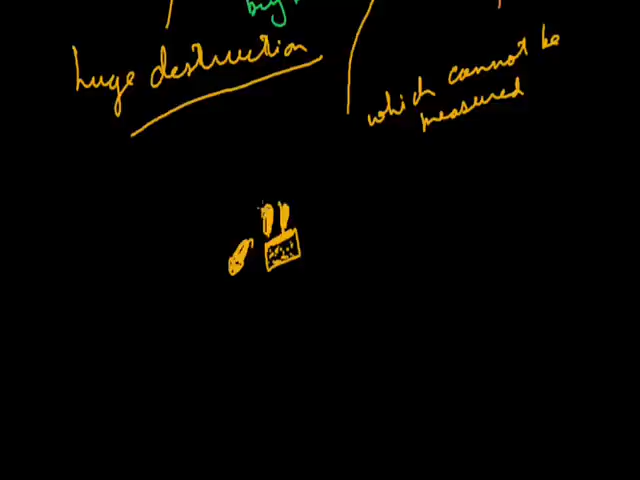 huge destruction
which cannot be
measured